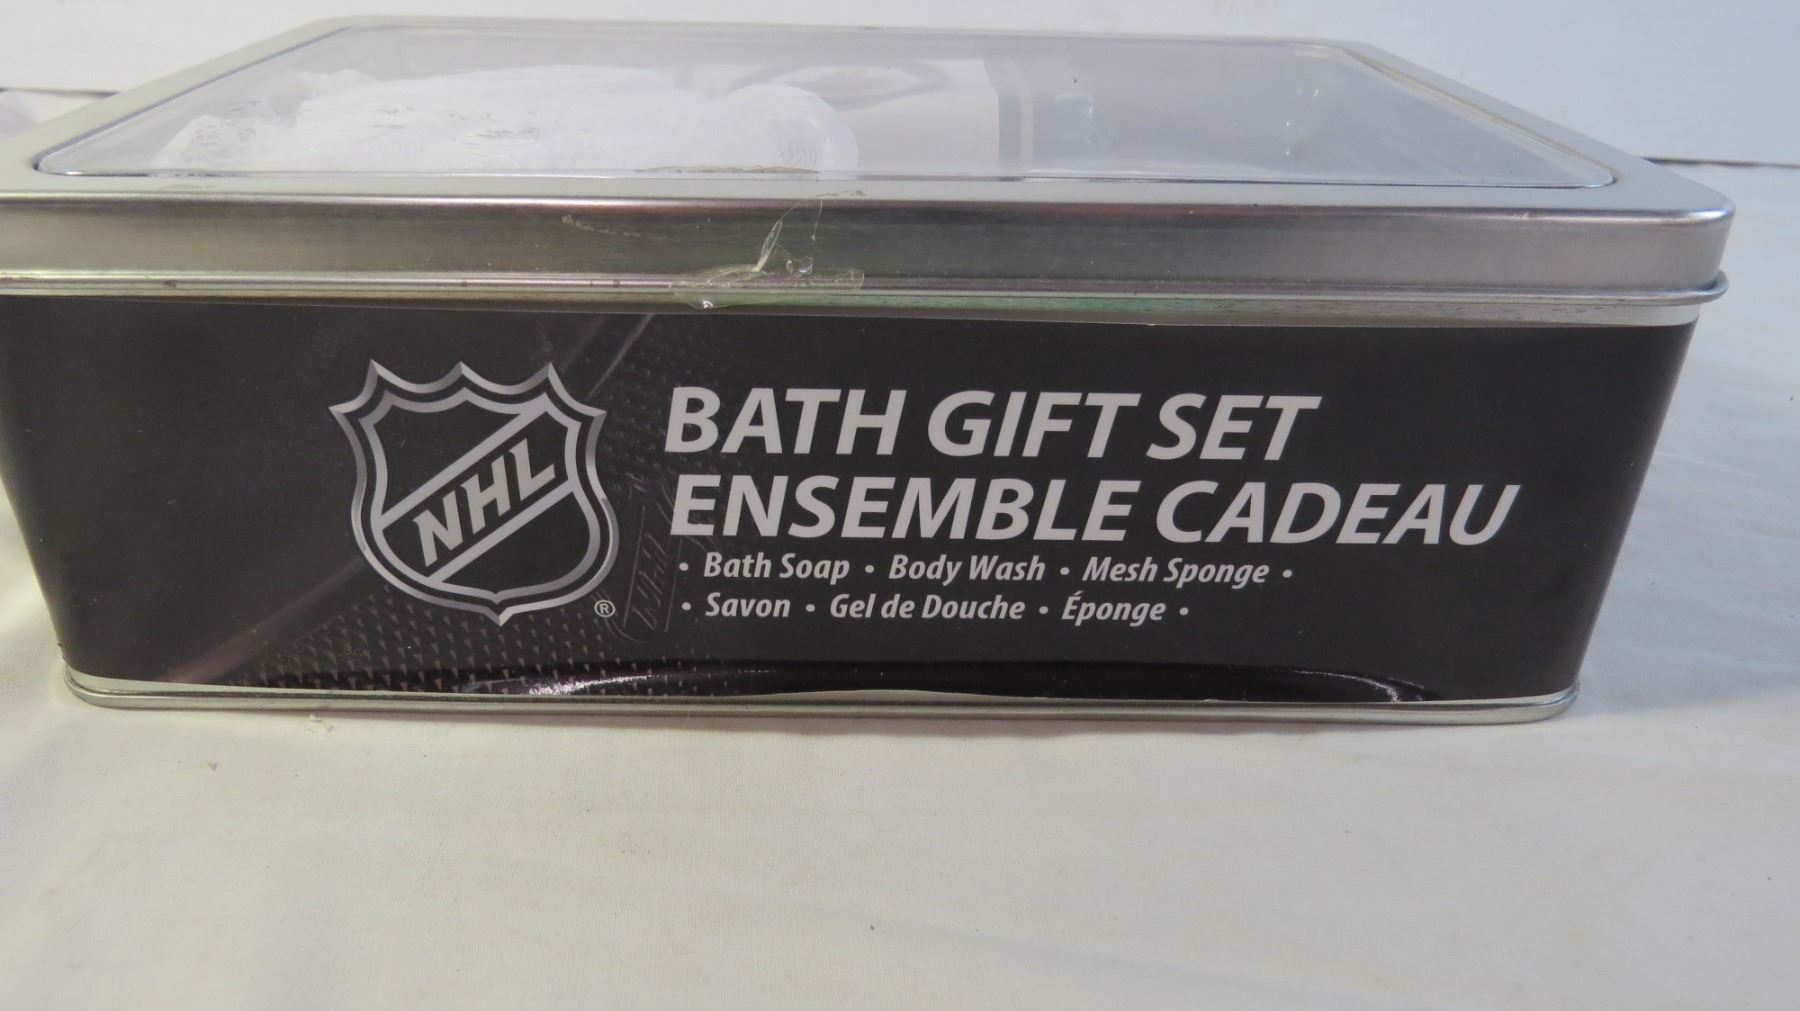 NHL
®
BATH GIFT SET
ENSEMBLE CADEAU
• Bath Soap • Body Wash • Mesh Sponge •
• Savon • Gel de Douche • Éponge •